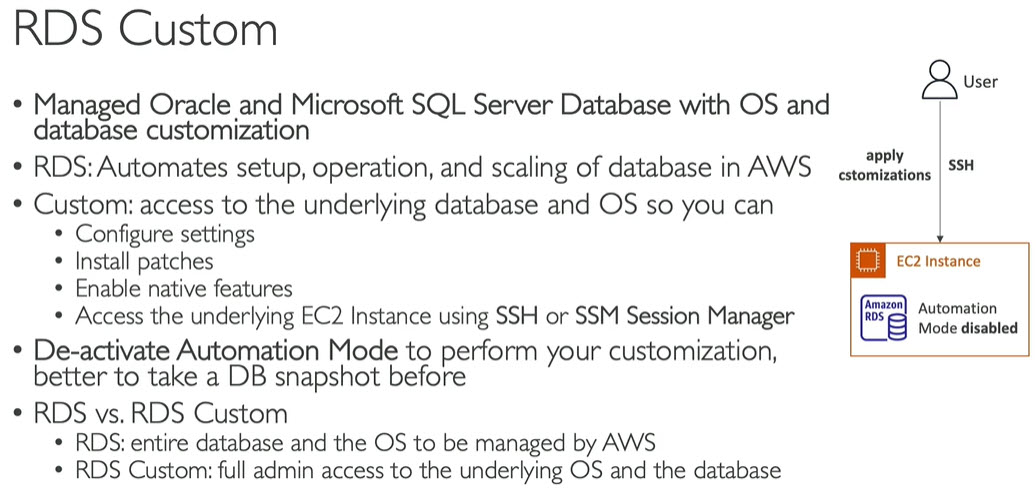 RDS Custom
• Managed Oracle and Microsoft SQL Server Database with OS and
database customization
• RDS: Automates setup, operation, and scaling of database in AWS
• Custom: access to the underlying database and OS so you can
• Configure settings
• Install patches
• Enable native features
• Access the underlying EC2 Instance using SSH or SSM Session Manager
• De-activate Automation Mode to perform your customization,
better to take a DB snapshot before
• RDS vs. RDS Custom
• RDS: entire database and the OS to be managed by AWS
• RDS Custom: full admin access to the underlying OS and the database
User
apply
cstomizations
SSH
EC2 Instance
Amazon
RDS
Automation
Mode disabled